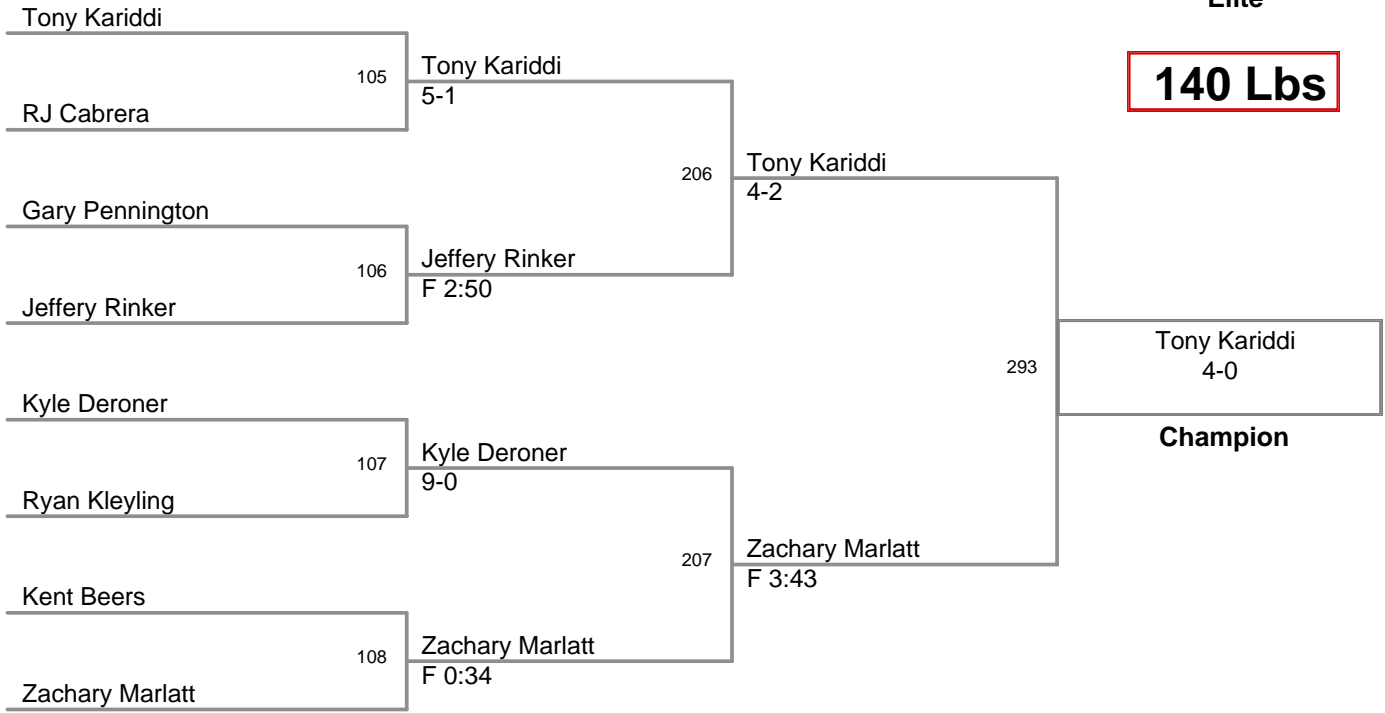 Elite
140 Lbs
Tony Kariddi
105
RJ Cabrera
Tony Kariddi
5-1
Gary Pennington
106
Jeffery Rinker
Jeffery Rinker
F 2:50
206
Tony Kariddi
4-2
Kyle Deroner
107
Ryan Kleyling
Kyle Deroner
9-0
Kent Beers
108
Zachary Marlatt
Zachary Marlatt
F 0:34
207
Zachary Marlatt
F 3:43
293
Tony Kariddi
4-0
Champion